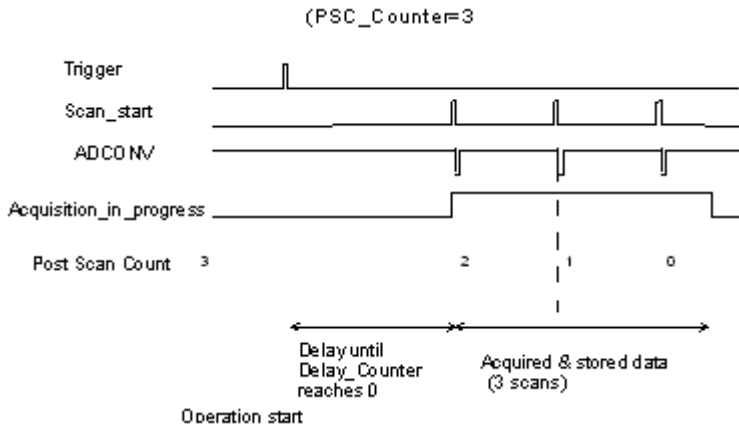 (PSC_Counter=3
Trigger
Scan_start
ADCONV
Acquisition_in_progress
Post Scan Count 3 2 1 0
Delay until
Delay_Counter
reaches 0
Acquired & stored data
(3 scans)
Operation start